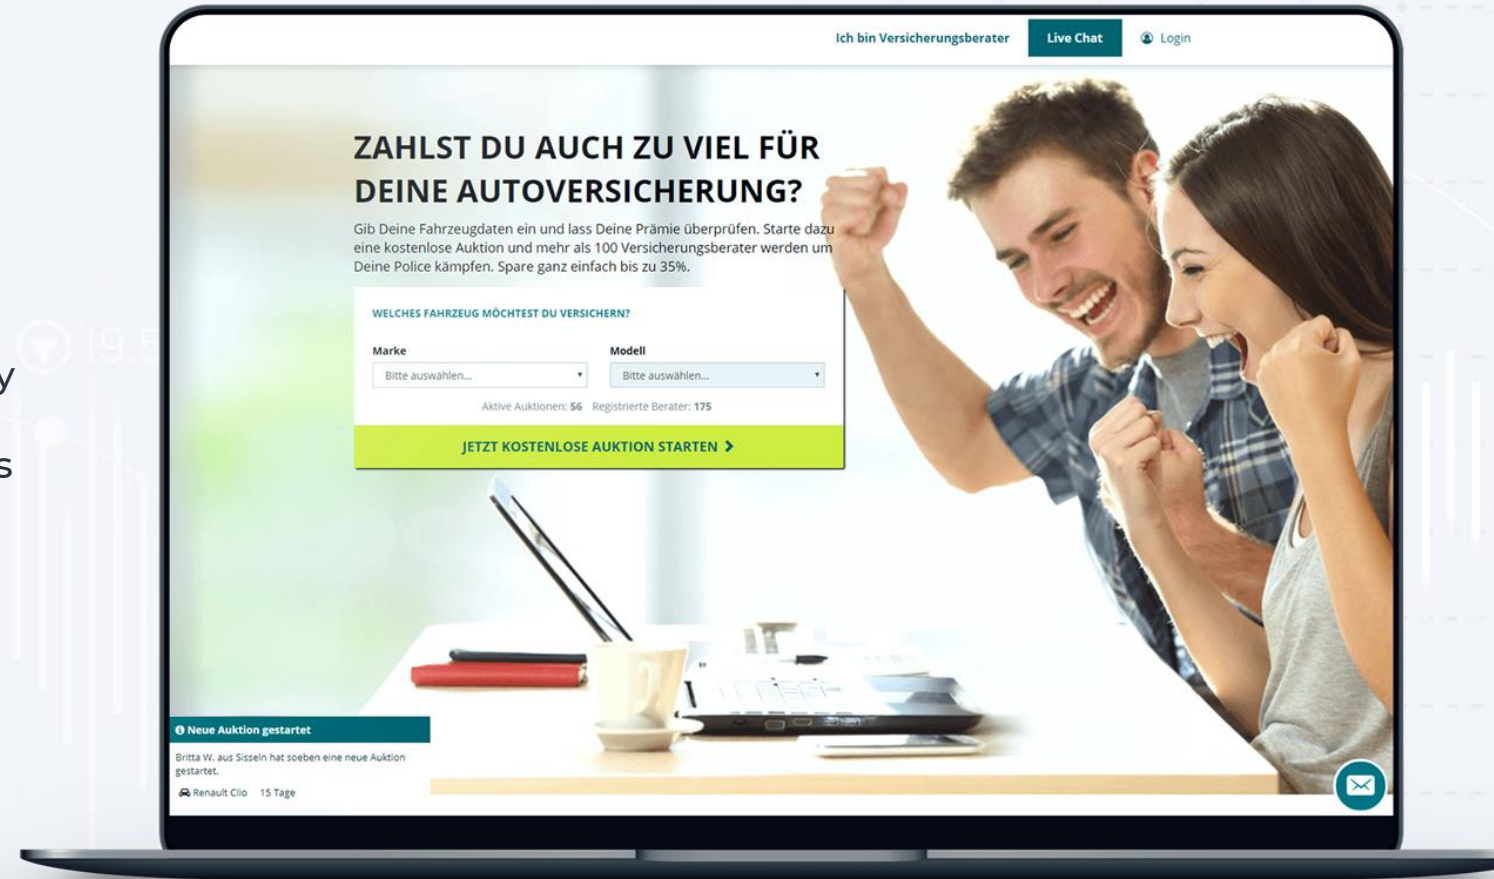 Ich bin Versicherungsberater Live Chat Login
ZAHLST DU AUCH ZU VIEL FÜR
DEINE AUTOVERSICHERUNG?
Gib Deine Fahrzeugdaten ein und lass Deine Prämie überprüfen. Starte dazu
eine kostenlose Auktion und mehr als 100 Versicherungsberater werden um
Deine Police kämpfen. Spare ganz einfach bis zu 35%.
WELCHES FAHRZEUG MÖCHTEST DU VERSICHERN?
Marke Modell
Bitte auswählen... Bitte auswählen...
Aktive Auktionen: 56 Registrierte Berater: 175
JETZT KOSTENLOSE AUKTION STARTEN
Neue Auktion gestartet
Britta W. aus Sisseln hat soeben eine neue Auktion
gestartet.
Renault Clio 15 Tage
y
s